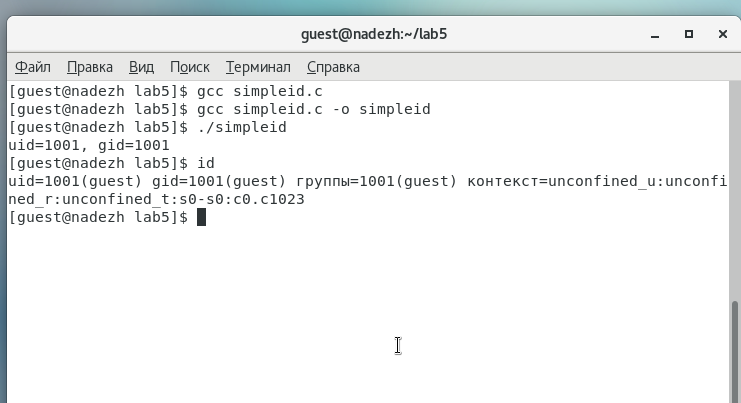 guest@nadezh:~/lab5
Файл Правка Вид Поиск Терминал Справка
[guest@nadezh lab5]$ gcc simpleid.c
[guest@nadezh lab5]$ gcc simpleid.c -o simpleid
[guest@nadezh lab5]$ ./simpleid
uid=1001, gid=1001
[guest@nadezh lab5]$ id
uid=1001(guest) gid=1001(guest) группы=1001(guest) контекст=unconfined_u:unconfi
ned_r:unconfined_t:s0-s0:c0.c1023
[guest@nadezh lab5]$